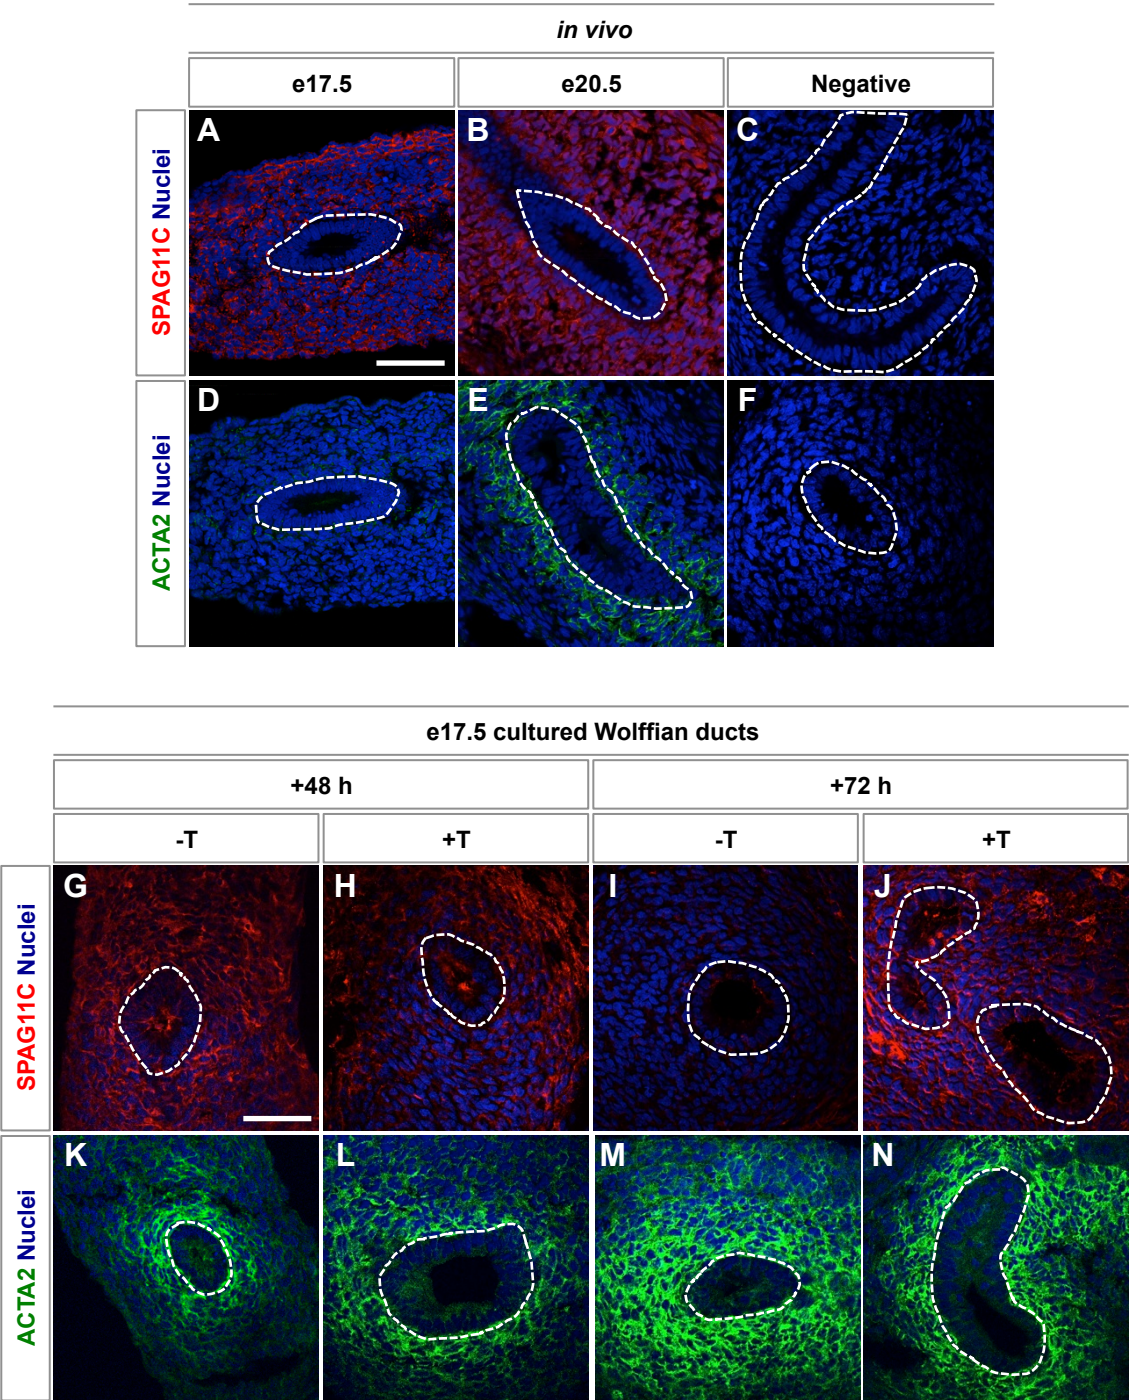 in vivo
e17.5
e20.5
Negative
SPAG11C Nuclei
A
B
C
ACTA2 Nuclei
D
E
F
e17.5 cultured Wolffian ducts
+48 h
+72 h
-T
+T
-T
+T
SPAG11C Nuclei
G
H
I
J
ACTA2 Nuclei
K
L
M
N